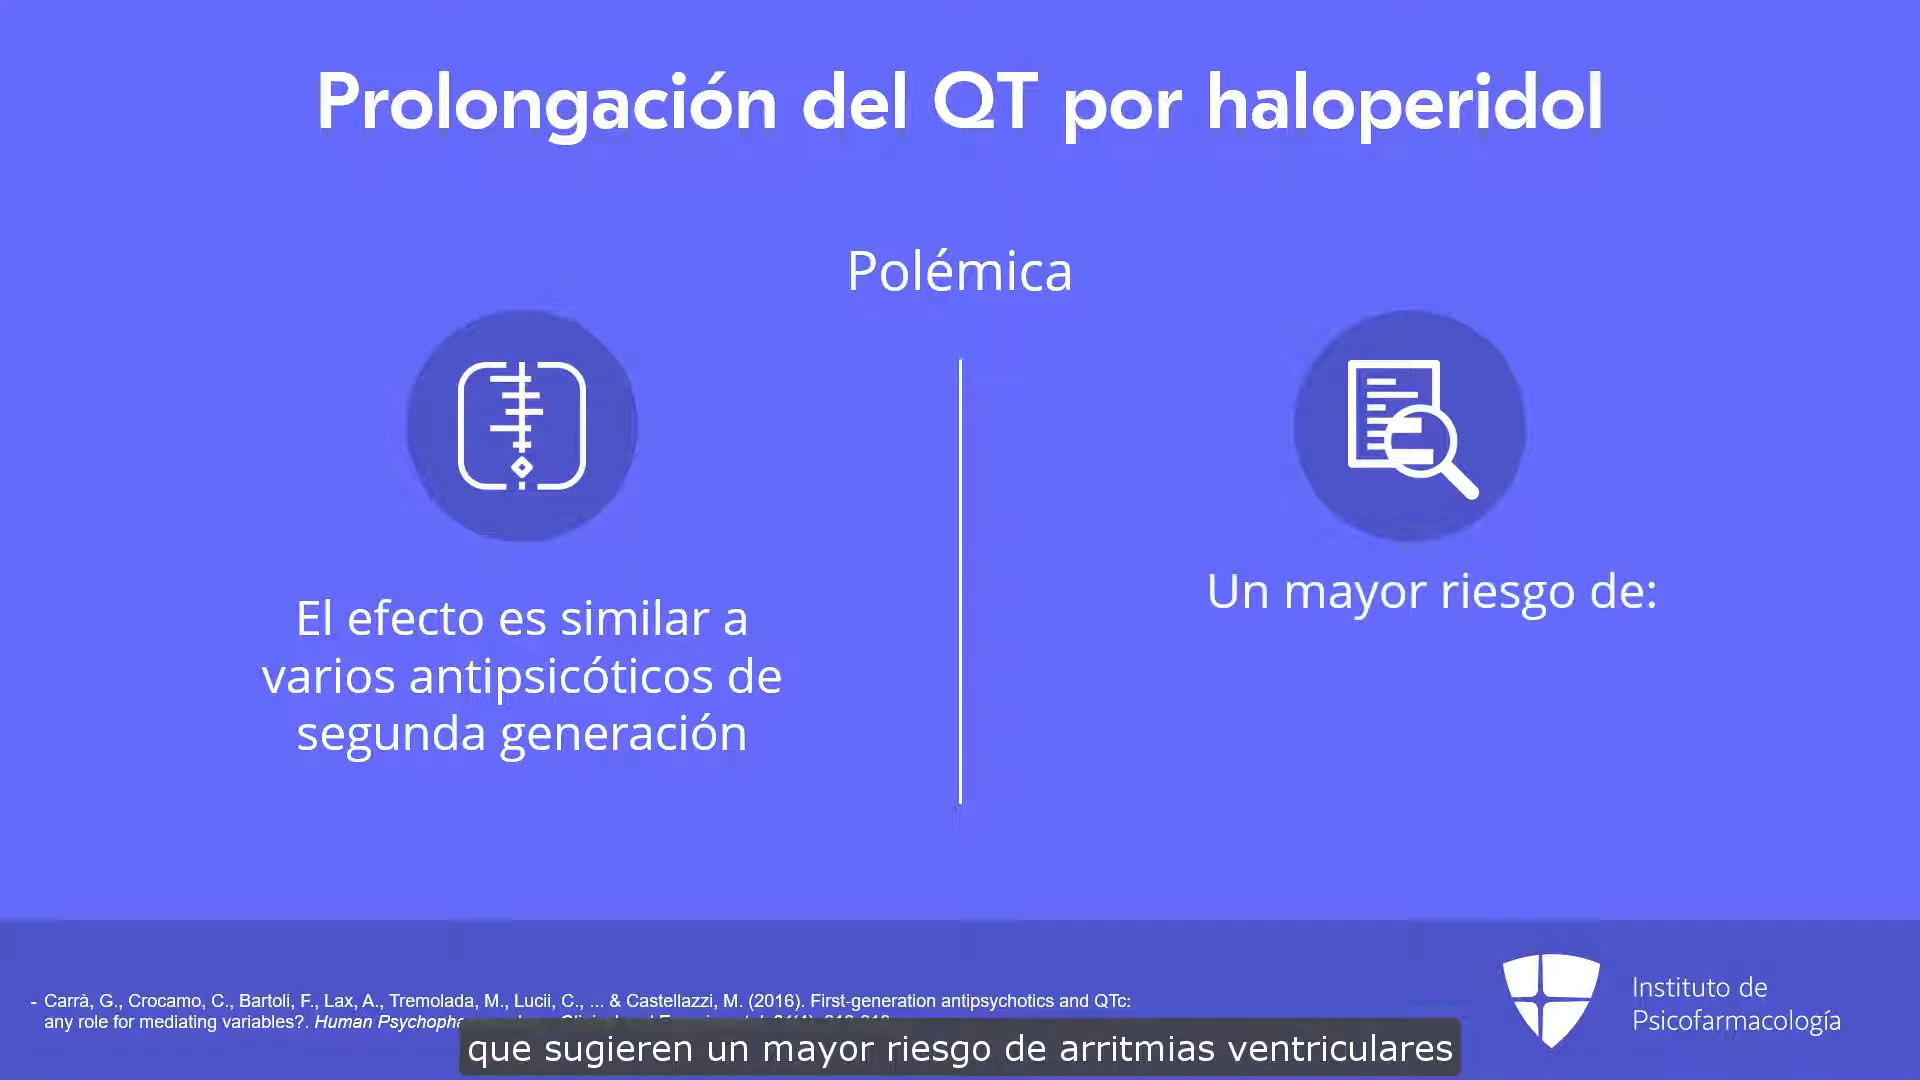 Prolongación del QT por haloperidol
Polémica
El efecto es similar a
varios antipsicóticos de
segunda generación
Un mayor riesgo de:
- Carrà, G., Crocamo, C., Bartoli, F., Lax, A., Tremolada, M., Lucii, C., ... & Castellazzi, M. (2016). First-generation antipsychotics and QTc:
any role for mediating variables?. Human
que sugieren un mayor riesgo de arritmias ventriculares
Instituto de
Psicofarmacología